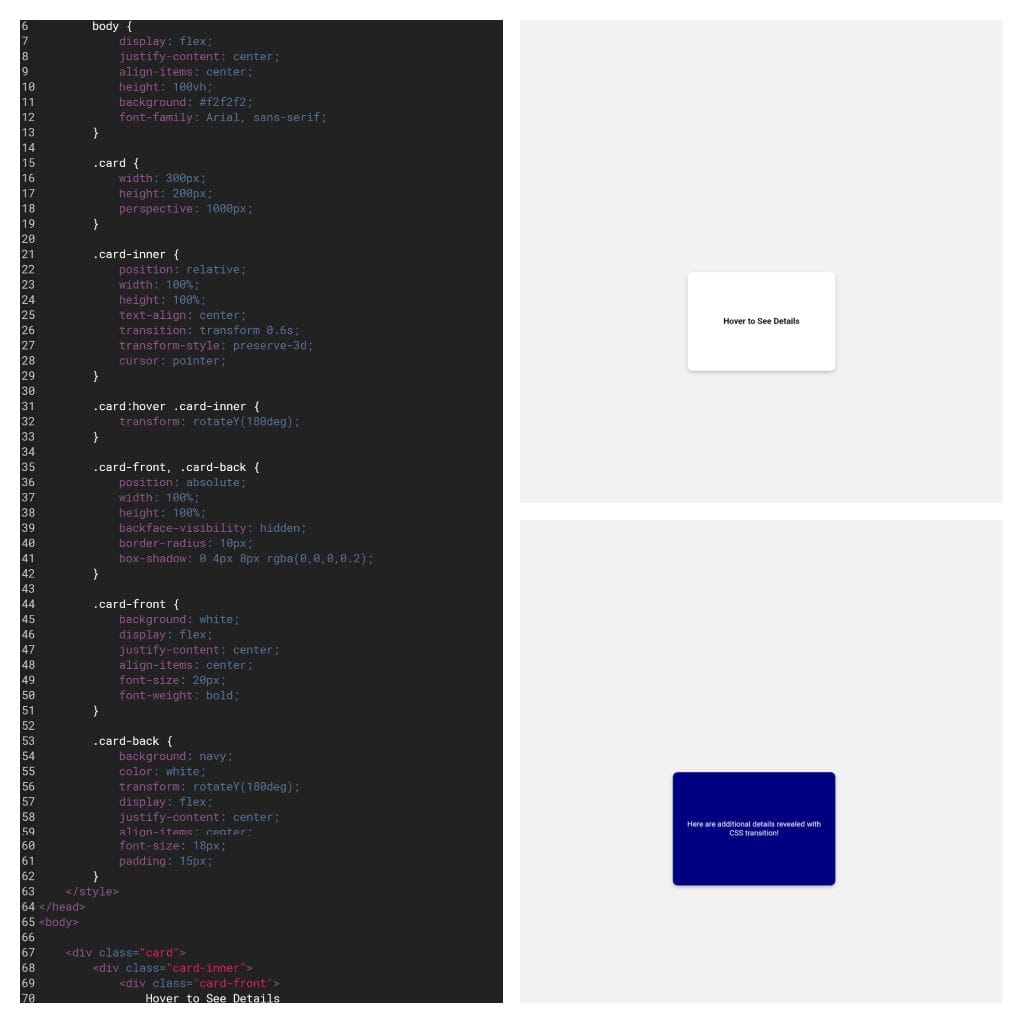 6 body {
7 display: flex;
8 justify-content: center;
9 align-items: center;
10 height: 100vh;
11 background: #f2f2f2;
12 font-family: Arial, sans-serif;
13 }
14
15 .card {
16 width: 300px;
17 height: 200px;
18 perspective: 1000px;
19 }
20
21 .card-inner {
22 position: relative;
23 width: 100%;
24 height: 100%;
25 text-align: center;
26 transition: transform 0.6s;
27 transform-style: preserve-3d;
28 cursor: pointer;
29 }
30
31 .card:hover .card-inner {
32 transform: rotateY(180deg);
33 }
34
35 .card-front, .card-back {
36 position: absolute;
37 width: 100%;
38 height: 100%;
39 backface-visibility: hidden;
40 border-radius: 10px;
41 box-shadow: 0 4px 8px rgba(0,0,0,0.2);
42 }
43
44 .card-front {
45 background: white;
46 display: flex;
47 justify-content: center;
48 align-items: center;
49 font-size: 20px;
50 font-weight: bold;
51 }
52
53 .card-back {
54 background: navy;
55 color: white;
56 transform: rotateY(180deg);
57 display: flex;
58 justify-content: center;
59 align-items: center;
60 font-size: 18px;
61 padding: 15px;
62 }
63 </style>
64 </head>
65 <body>
66
67 <div class="card">
68 <div class="card-inner">
69 <div class="card-front">
70 Hover to See Details
Hover to See Details
Here are additional details revealed with
CSS transition!